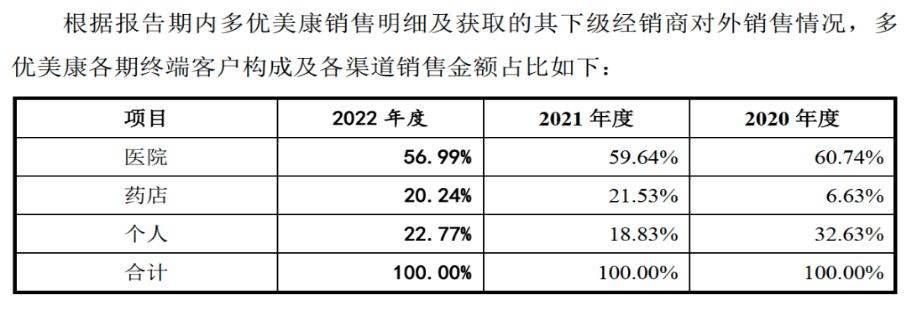 根据报告期内多优美康销售明细及获取的其下级经销商对外销售情况，多
优美康各期终端客户构成及各渠道销售金额占比如下：
项目 2022 年度 2021 年度 2020 年度
医院 56.99% 59.64% 60.74%
药店 20.24% 21.53% 6.63%
个人 22.77% 18.83% 32.63%
合计 100.00% 100.00% 100.00%